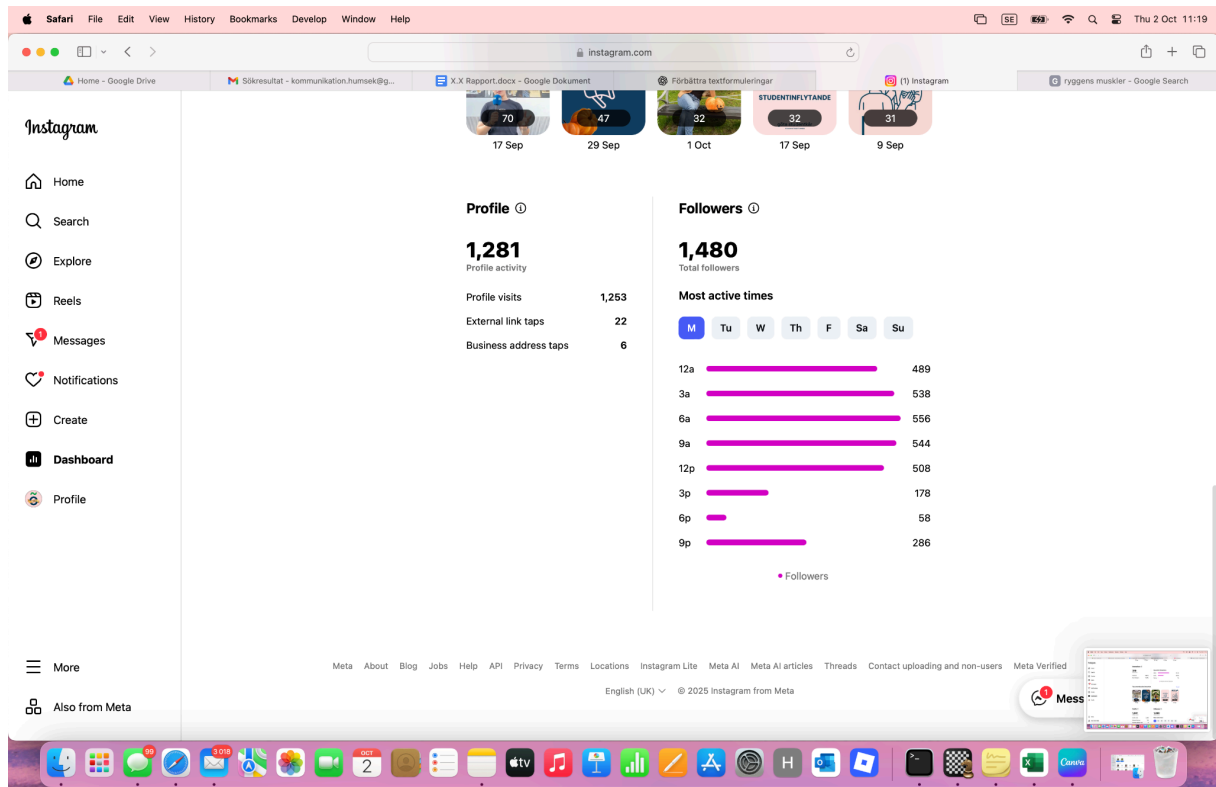 Safari File Edit View History Bookmarks Develop Window Help SE Thu 2 Oct 11:19
instagram.com
Home - Google Drive
Sökresultat - kommunikation.humsek@g...
X.X Rapport.docx - Google Dokument
Förbättra textformuleringar
(1) Instagram
G ryggens muskler - Google Search
Instagram
Home
Search
Explore
Reels
1
Messages
Notifications
Create
Dashboard
Profile
More
Also from Meta
STUDENTINFLYTANDE
70 47 32 32 31
17 Sep 29 Sep 1 Oct 17 Sep 9 Sep
Profile
1,281
Profile activity
Profile visits 1,253
External link taps 22
Business address taps 6
Followers
1,480
Total followers
Most active times
M Tu W Th F Sa Su
12a 489
3a 538
6a 556
9a 544
12p 508
3p 178
6p 58
9p 286
Followers
Meta About Blog Jobs Help API Privacy Terms Locations Instagram Lite Meta AI Meta AI articles Threads Contact uploading and non-users Meta Verified
English (UK) © 2025 Instagram from Meta
1
Mess
99 3 018 OCT 2 tv H Canva